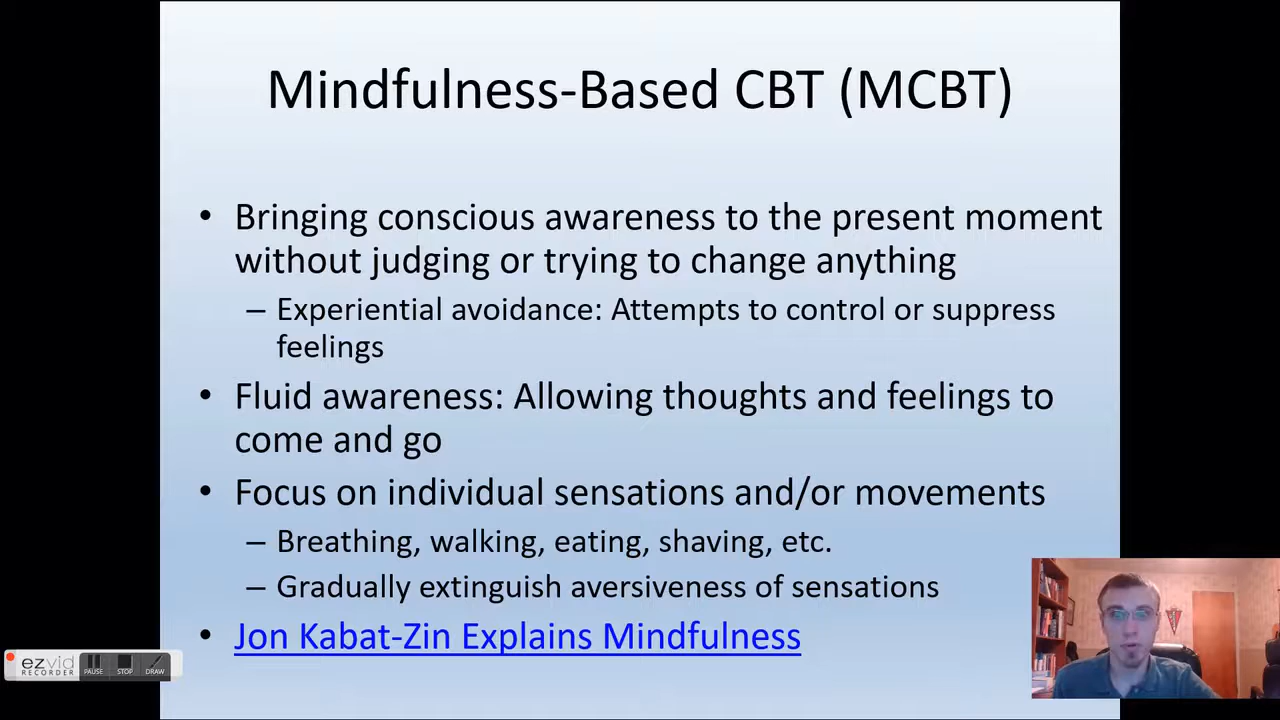 Mindfulness-Based CBT (MCBT)
• Bringing conscious awareness to the present moment
without judging or trying to change anything
– Experiential avoidance: Attempts to control or suppress
feelings
• Fluid awareness: Allowing thoughts and feelings to
come and go
• Focus on individual sensations and/or movements
– Breathing, walking, eating, shaving, etc.
– Gradually extinguish aversiveness of sensations
• Jon Kabat-Zin Explains Mindfulness
ezvid
RECORDER
PAUSE STOP DRAW